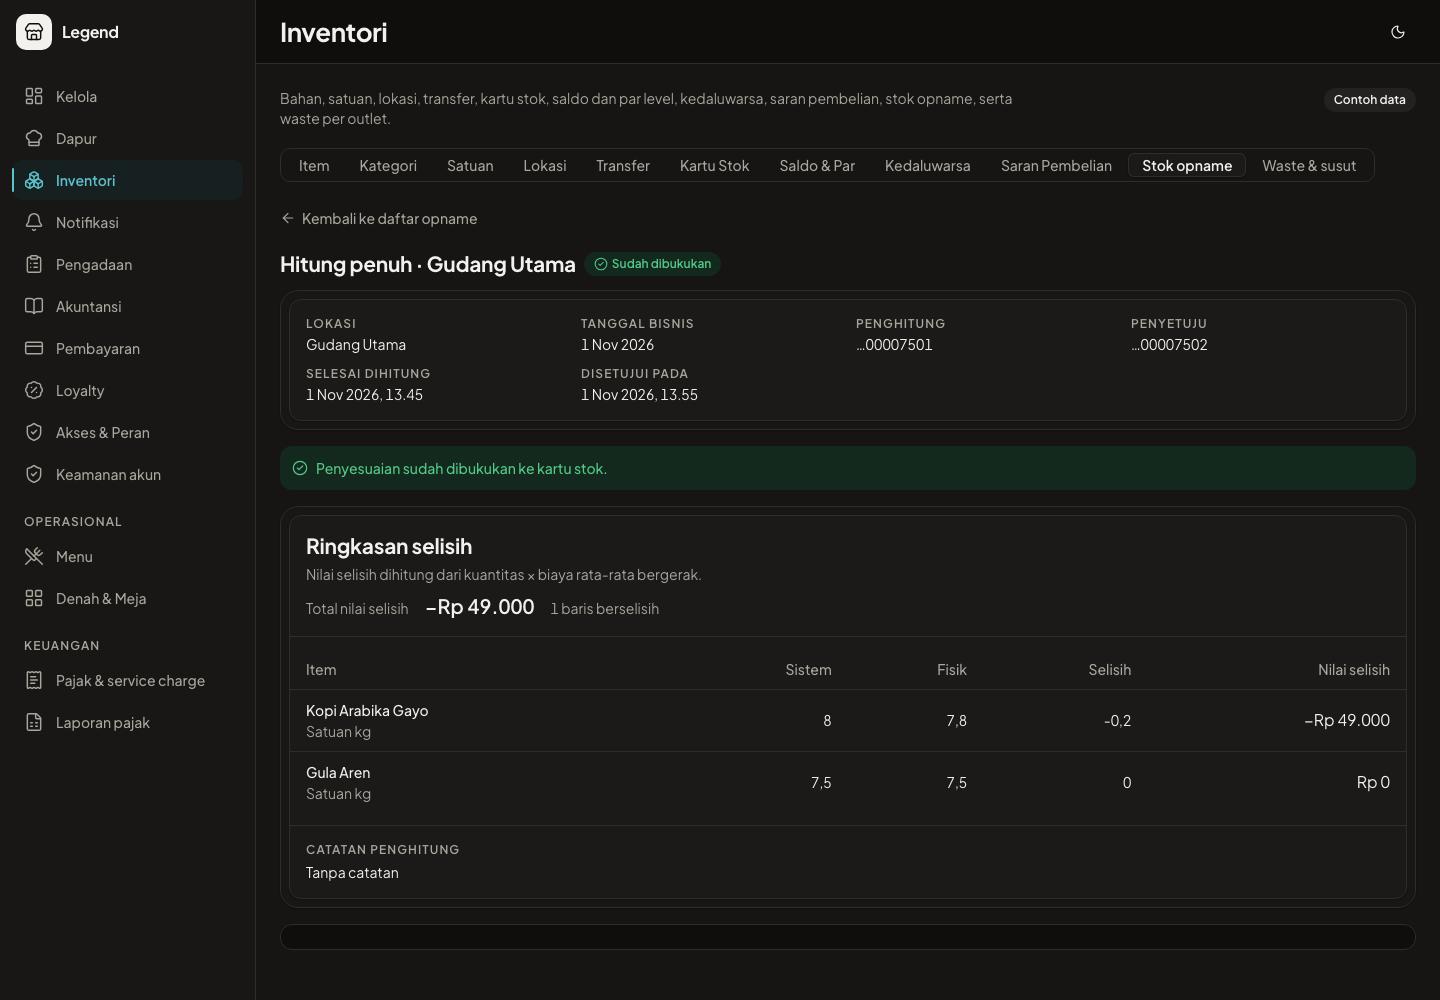 Legend
Inventori
Kelola
Dapur
Inventori
Notifikasi
Pengadaan
Akuntansi
Pembayaran
Loyalty
Akses & Peran
Keamanan akun
OPERASIONAL
Menu
Denah & Meja
KEUANGAN
Pajak & service charge
Laporan pajak
Bahan, satuan, lokasi, transfer, kartu stok, saldo dan par level, kedaluwarsa, saran pembelian, stok opname, serta
waste per outlet.
Contoh data
Item Kategori Satuan Lokasi Transfer Kartu Stok Saldo & Par Kedaluwarsa Saran Pembelian Stok opname Waste & susut
Kembali ke daftar opname
Hitung penuh · Gudang Utama Sudah dibukukan
LOKASI TANGGAL BISNIS PENGHITUNG PENYETUJU
Gudang Utama 1 Nov 2026 …00007501 …00007502
SELESAI DIHITUNG DISETUJUI PADA
1 Nov 2026, 13.45 1 Nov 2026, 13.55
Penyesuaian sudah dibukukan ke kartu stok.
Ringkasan selisih
Nilai selisih dihitung dari kuantitas × biaya rata-rata bergerak.
Total nilai selisih −Rp 49.000 1 baris berselisih
Item Sistem Fisik Selisih Nilai selisih
Kopi Arabika Gayo
Satuan kg
8 7,8 -0,2 −Rp 49.000
Gula Aren
Satuan kg
7,5 7,5 0 Rp 0
CATATAN PENGHITUNG
Tanpa catatan